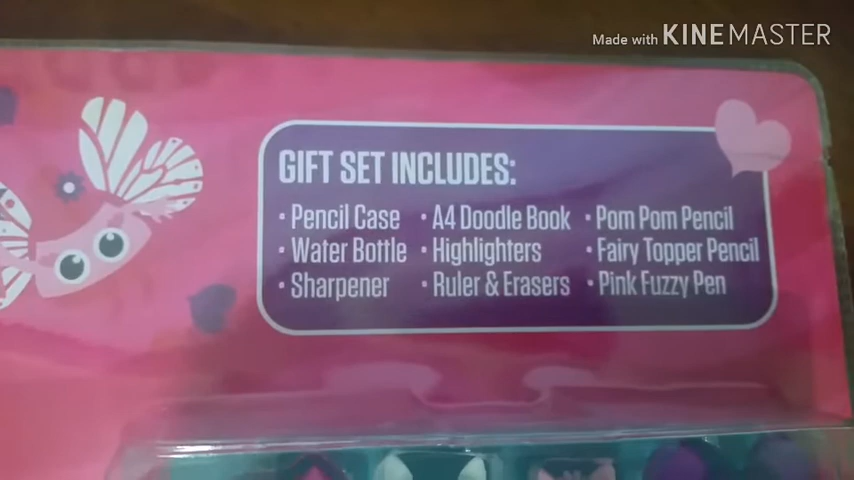 Made with KINEMASTER
GIFT SET INCLUDES:
• Pencil Case • A4 Doodle Book • Pom Pom Pencil
• Water Bottle • Highlighters • Fairy Topper Pencil
• Sharpener • Ruler & Erasers • Pink Fuzzy Pen